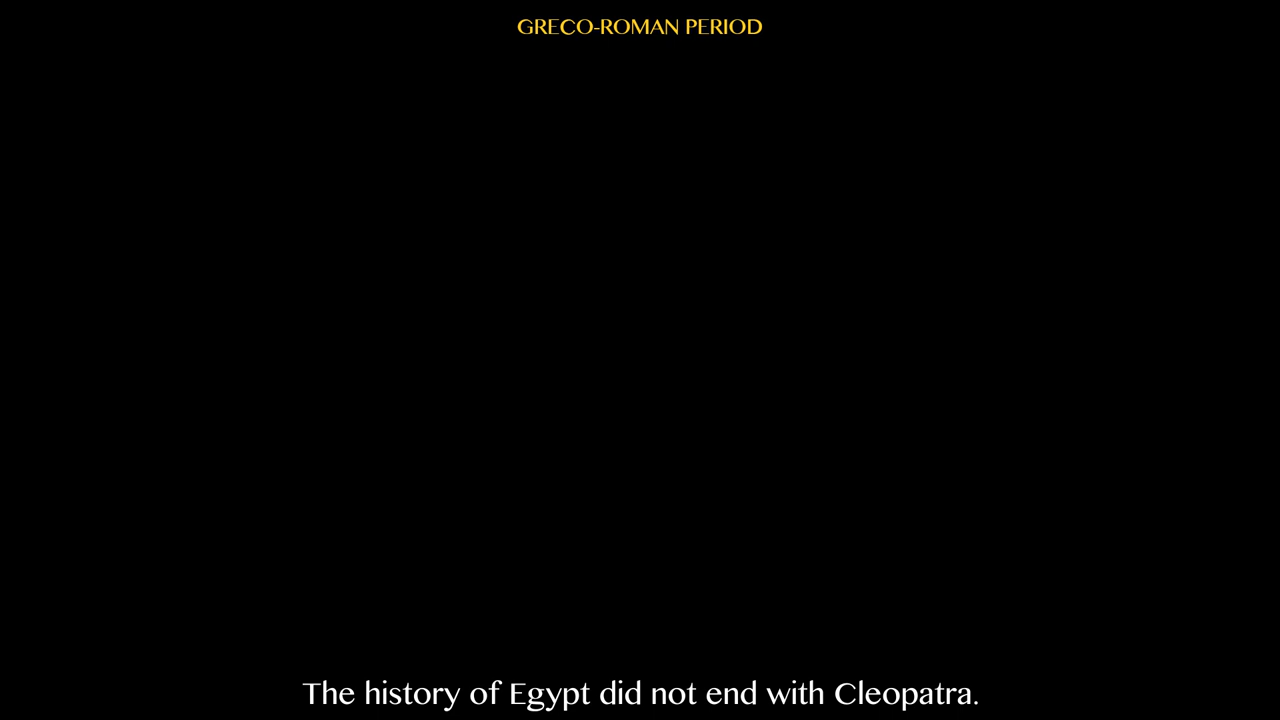 GRECO-ROMAN PERIOD
The history of Egypt did not end with Cleopatra.